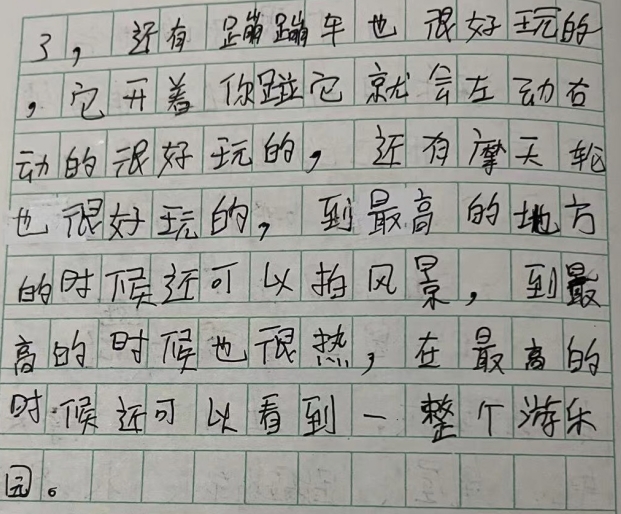 了，还有蹦蹦车也很好玩的
，它开着你碰它就会左动右
动的很好玩的，还有摩天轮
也很好玩的，到最高的地方
的时候还可以拍风景，到最
高的时候也很热，在最高的
时候还可以看到一整个游乐
园。